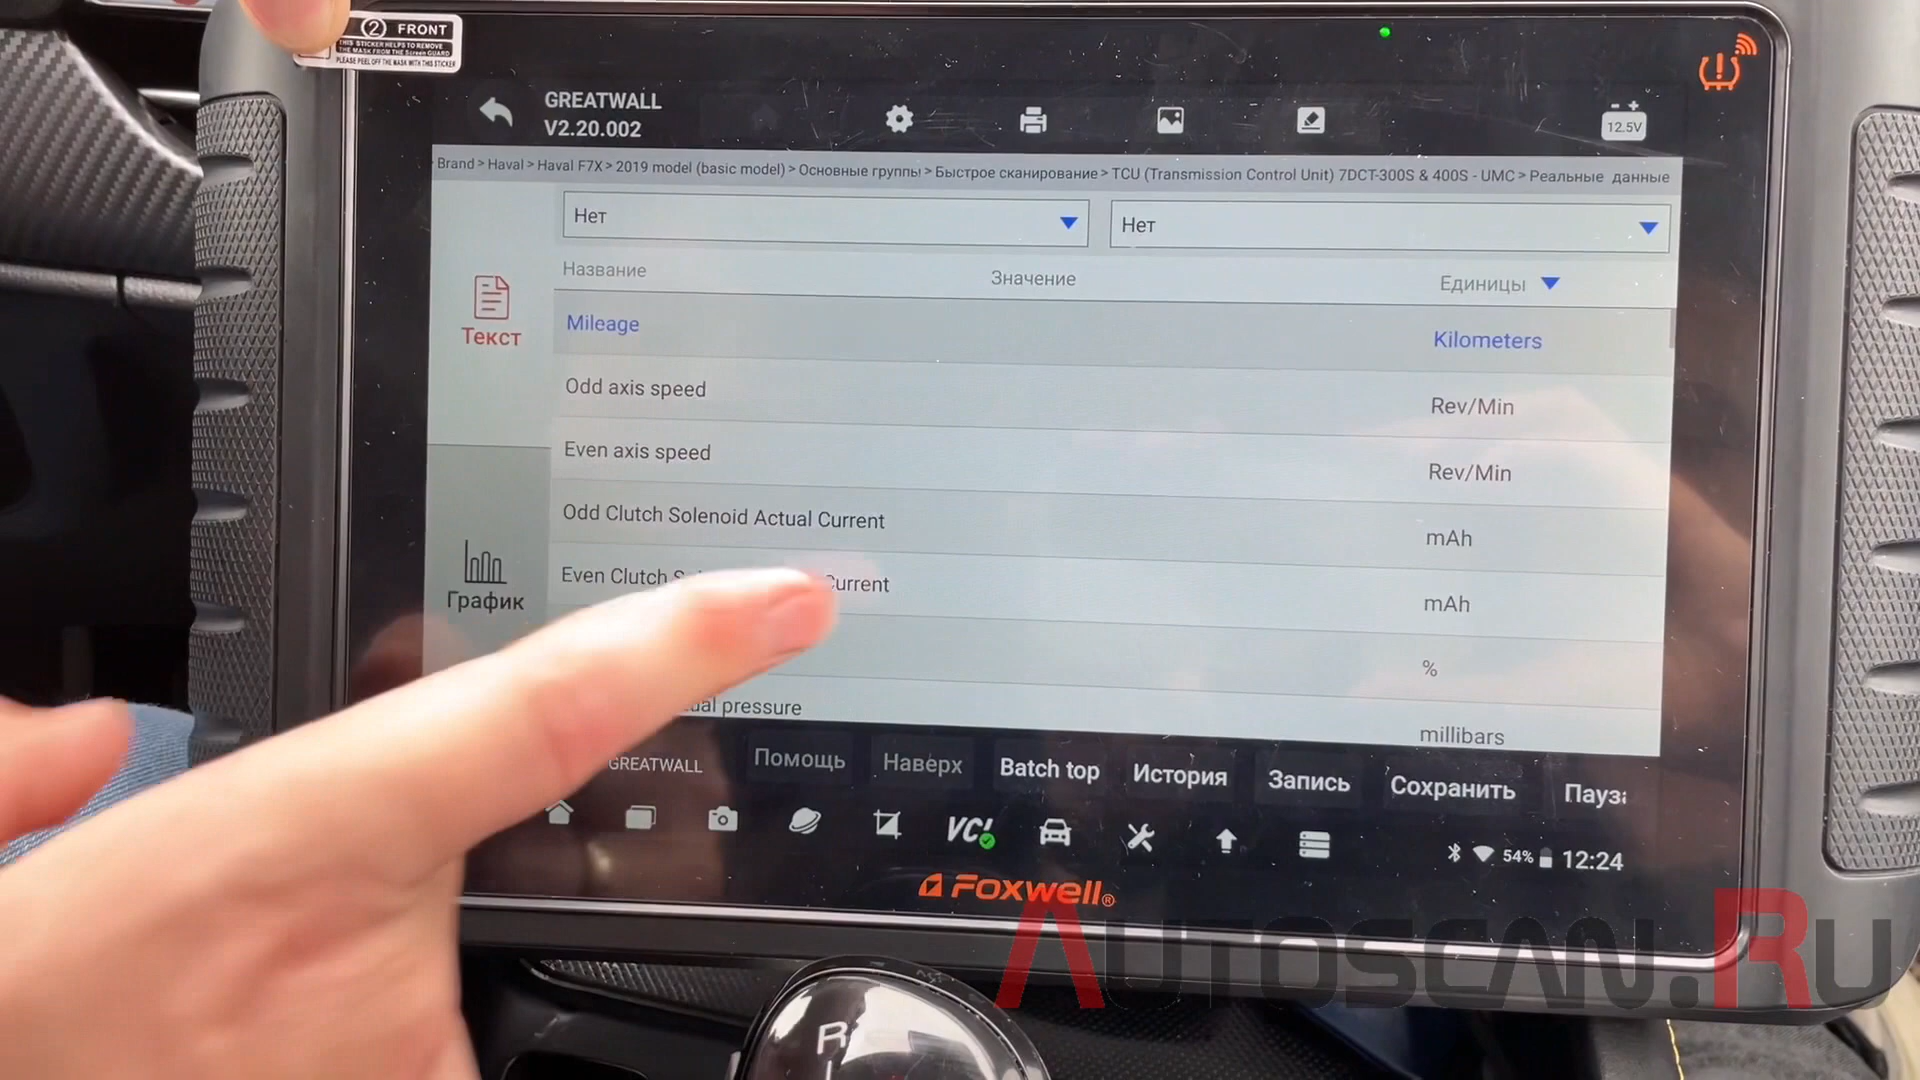 2 FRONT
THIS STICKER HELPS TO REMOVE
THE MASK FROM THE Screen GUARD
PLEASE PEEL OFF THE MASK WITH THIS STICKER
GREATWALL
V2.20.002
12.5V
Brand > Haval > Haval F7X > 2019 model (basic model) > Основные группы > Быстрое сканирование > TCU (Transmission Control Unit) 7DCT-300S & 400S - UMC > Реальные данные
Нет
Нет
Название Значение Единицы
Текст
Mileage Kilometers
Odd axis speed Rev/Min
Even axis speed Rev/Min
Odd Clutch Solenoid Actual Current mAh
График
Even Clutch Current mAh
%
pressure millibars
GREATWALL Помощь Наверх Batch top История Запись Сохранить
VCI
54% 12:24
FOXWELL®
AUTOSCAN.RU
R